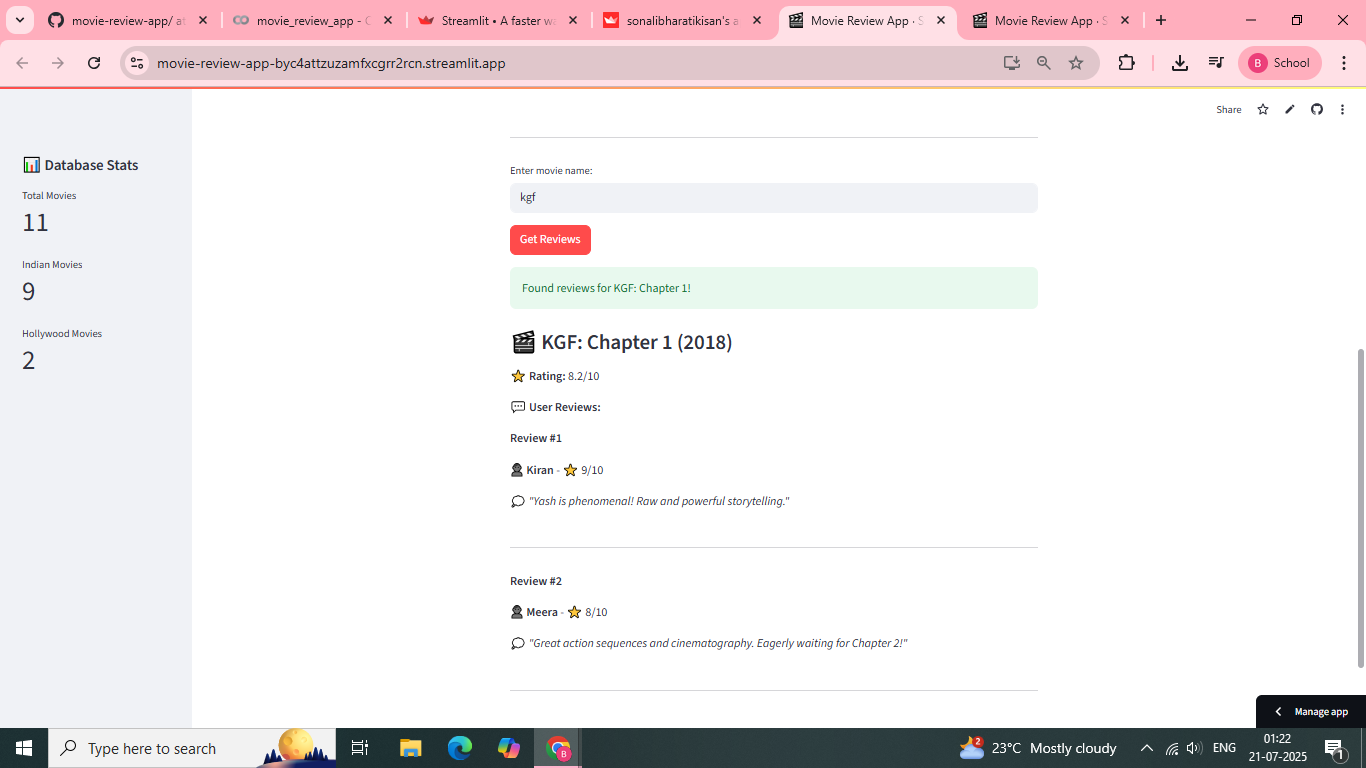 movie-review-app/ at
movie_review_app - C
Streamlit • A faster wa
sonalibharatikisan's a
Movie Review App · S
Movie Review App · S
movie-review-app-byc4attzuzamfxcgrr2rcn.streamlit.app
B School
Share
📊 Database Stats
Total Movies
11
Indian Movies
9
Hollywood Movies
2
Enter movie name:
kgf
Get Reviews
Found reviews for KGF: Chapter 1!
🎬 KGF: Chapter 1 (2018)
⭐ Rating: 8.2/10
💬 User Reviews:
Review #1
👤 Kiran - ⭐ 9/10
💭 "Yash is phenomenal! Raw and powerful storytelling."
Review #2
👤 Meera - ⭐ 8/10
💭 "Great action sequences and cinematography. Eagerly waiting for Chapter 2!"
Manage app
Type here to search
B
2
23°C Mostly cloudy
ENG
01:22
21-07-2025
1